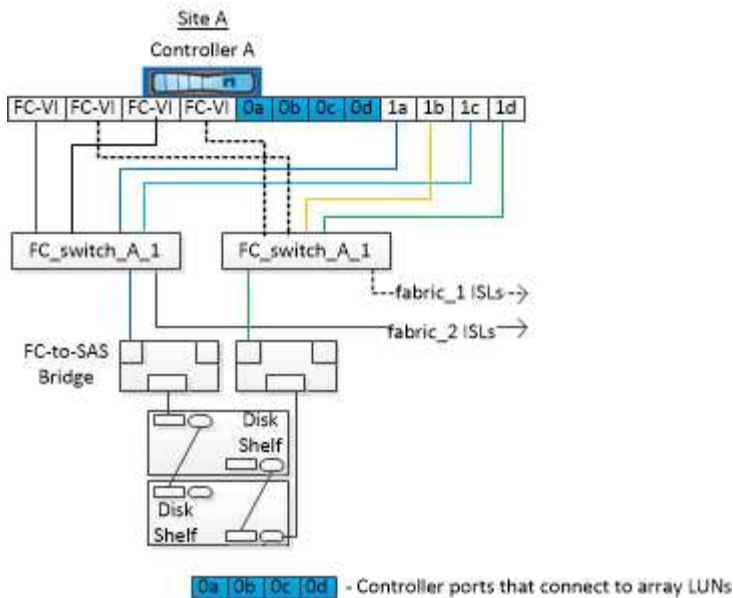 Site A
Controller A
FC-VI FC-VI FC-VI FC-VI 0a 0b 0c 0d 1a 1b 1c 1d
FC_switch_A_1 FC_switch_A_1
fabric_1 ISLs
fabric_2 ISLs
FC-to-SAS
Bridge
Disk
Shelf
Disk
Shelf
0a 0b 0c 0d - Controller ports that connect to array LUNs